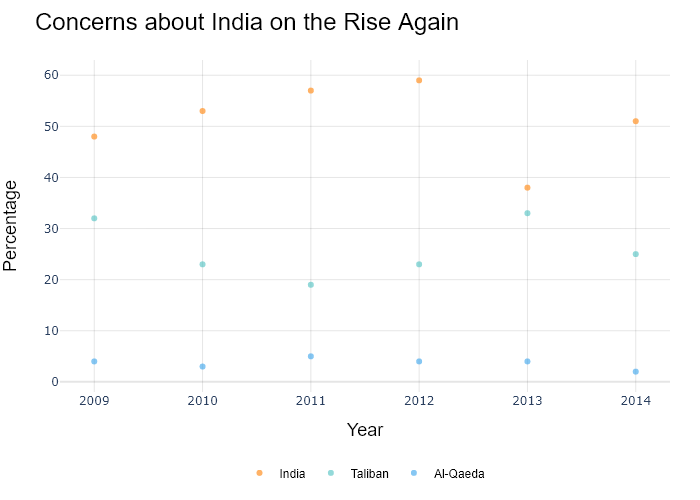 Concerns about India on the Rise Again
Percentage
60
50
40
30
20
10
0
2009 2010 2011 2012 2013 2014
Year
India Taliban Al-Qaeda